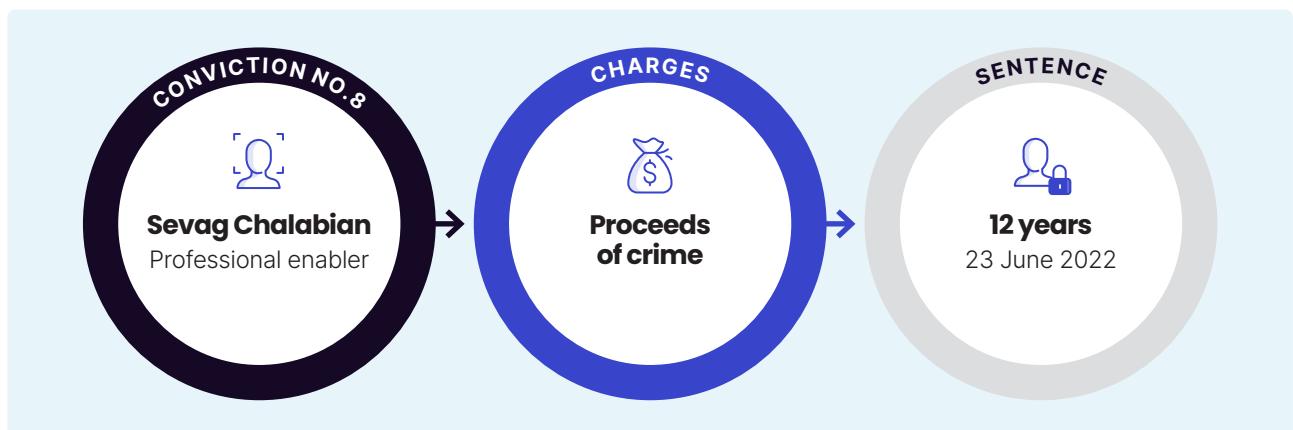 CONVICTION NO.8
Sevag Chalabian
Professional enabler
CHARGES
$
Proceeds
of crime
SENTENCE
12 years
23 June 2022